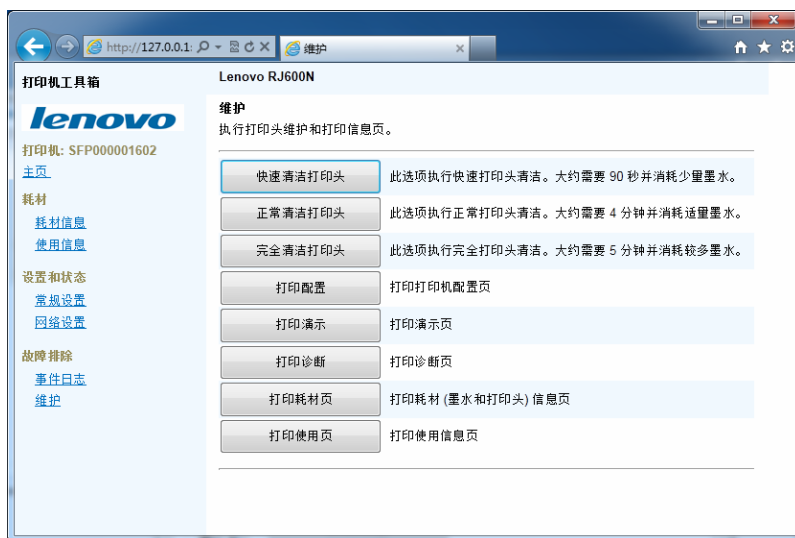 http://127.0.0.1:
维护
打印机工具箱
Lenovo RJ600N
lenovo
打印机: SFP000001602
主页
耗材
耗材信息
使用信息
设置和状态
常规设置
网络设置
故障排除
事件日志
维护
维护
执行打印头维护和打印信息页。
快速清洁打印头 此选项执行快速打印头清洁。大约需要 90 秒并消耗少量墨水。
正常清洁打印头 此选项执行正常打印头清洁。大约需要 4 分钟并消耗适量墨水。
完全清洁打印头 此选项执行完全打印头清洁。大约需要 5 分钟并消耗较多墨水。
打印配置 打印打印机配置页
打印演示 打印演示页
打印诊断 打印诊断页
打印耗材页 打印耗材 (墨水和打印头) 信息页
打印使用页 打印使用信息页